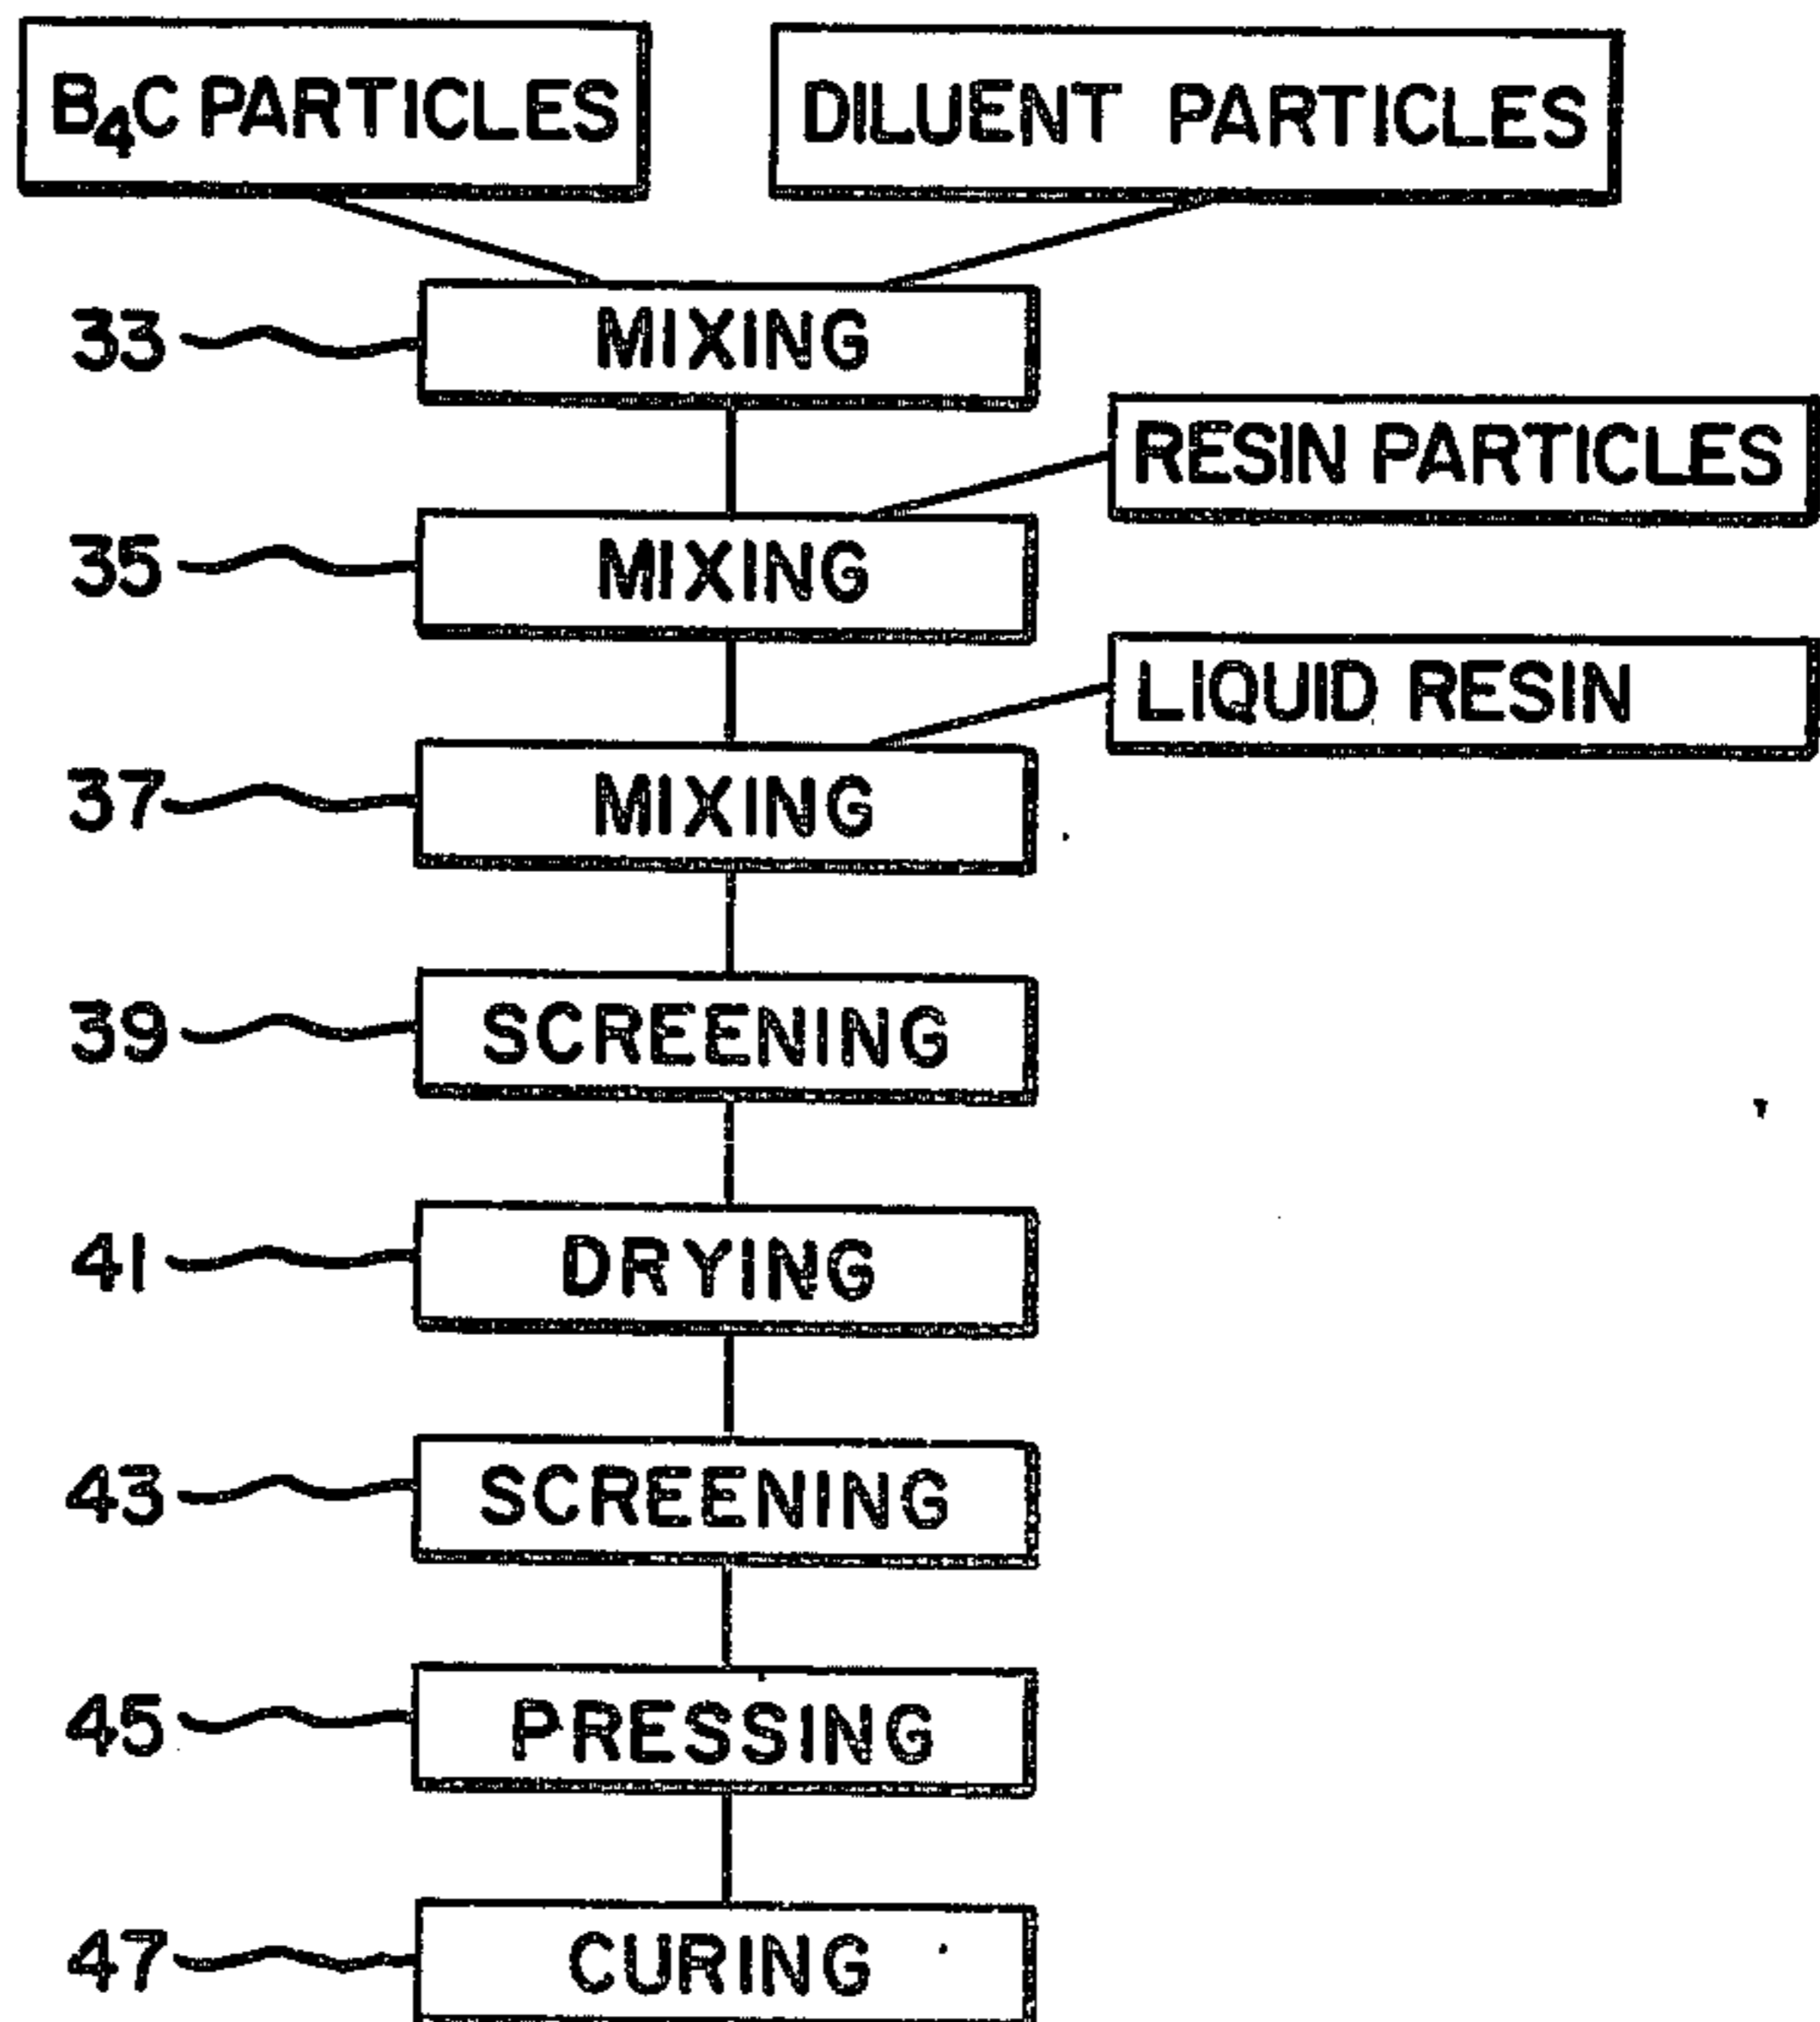 B₄C PARTICLES
DILUENT PARTICLES
33 MIXING
RESIN PARTICLES
35 MIXING
LIQUID RESIN
37 MIXING
39 SCREENING
41 DRYING
43 SCREENING
45 PRESSING
47 CURING